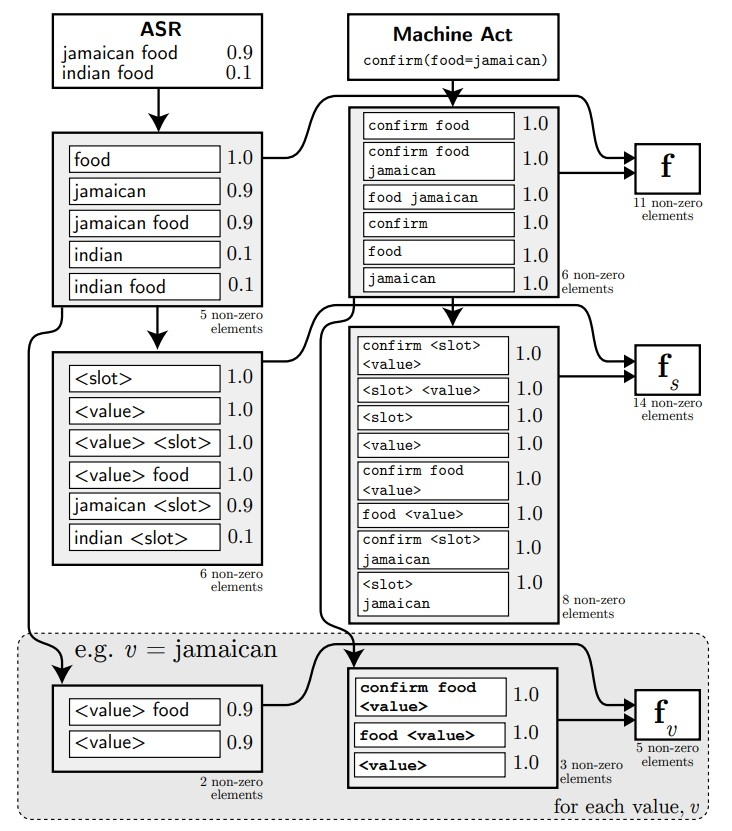 ASR
jamaican food 0.9
indian food 0.1
Machine Act
confirm(food=jamaican)
food 1.0
jamaican 0.9
jamaican food 0.9
indian 0.1
indian food 0.1
5 non-zero
elements
confirm food 1.0
confirm food
jamaican 1.0
food jamaican 1.0
confirm 1.0
food 1.0
jamaican 1.0
6 non-zero
elements
f
11 non-zero
elements
<slot> 1.0
<value> 1.0
<value> <slot> 1.0
<value> food 1.0
jamaican <slot> 0.9
indian <slot> 0.1
6 non-zero
elements
confirm <slot>
<value> 1.0
<slot> <value> 1.0
<slot> 1.0
<value> 1.0
confirm food
<value> 1.0
food <value> 1.0
confirm <slot>
jamaican 1.0
<slot>
jamaican 1.0
8 non-zero
elements
f s
14 non-zero
elements
e.g. v = jamaican
<value> food 0.9
<value> 0.9
2 non-zero
elements
confirm food
<value> 1.0
food <value> 1.0
<value> 1.0
3 non-zero
elements
f v
5 non-zero
elements
for each value, v